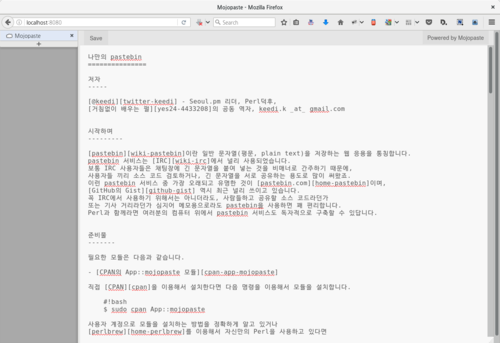 Mojopaste - Mozilla Firefox
Mojopaste
+
localhost:8080
Search
Save
Powered by Mojopaste
나만의 pastebin
===============
저자
-----
[@keedi][twitter-keedi] - Seoul.pm 리더, Perl덕후,
[거침없이 배우는 펄][yes24-4433208]의 공동 역자, keedi.k _at_ gmail.com
시작하며
---------
[pastebin][wiki-pastebin]이란 일반 문자열(평문, plain text)을 저장하는 웹 응용을 통칭합니다.
pastebin 서비스는 [IRC][wiki-irc]에서 널리 사용되었습니다.
보통 IRC 사용자들은 채팅창에 긴 문자열을 붙여 넣는 것을 비매너로 간주하기 때문에,
사용자들 끼리 소스 코드 검토하거나, 긴 문자열을 서로 공유하는 용도로 많이 써왔죠.
이런 pastebin 서비스 중 가장 오래되고 유명한 것이 [pastebin.com][home-pastebin]이며,
[GitHub의 Gist][github-gist] 역시 최근 널리 쓰이고 있습니다.
꼭 IRC에서 사용하기 위해서는 아니더라도, 사람들하고 공유할 소스 코드라던가
또는 기사 거리라던가 심지어 메모용으로라도 pastebin을 사용하면 꽤 편리합니다.
Perl과 함께라면 여러분의 컴퓨터 위에서 pastebin 서비스도 독자적으로 구축할 수 있답니다.
준비물
-------
필요한 모듈은 다음과 같습니다.
- [CPAN의 App::mojopaste 모듈][cpan-app-mojopaste]
직접 [CPAN][cpan]을 이용해서 설치한다면 다음 명령을 이용해서 모듈을 설치합니다.
#!bash
$ sudo cpan App::mojopaste
사용자 계정으로 모듈을 설치하는 방법을 정확하게 알고 있거나
[perlbrew][home-perlbrew]를 이용해서 자신만의 Perl을 사용하고 있다면